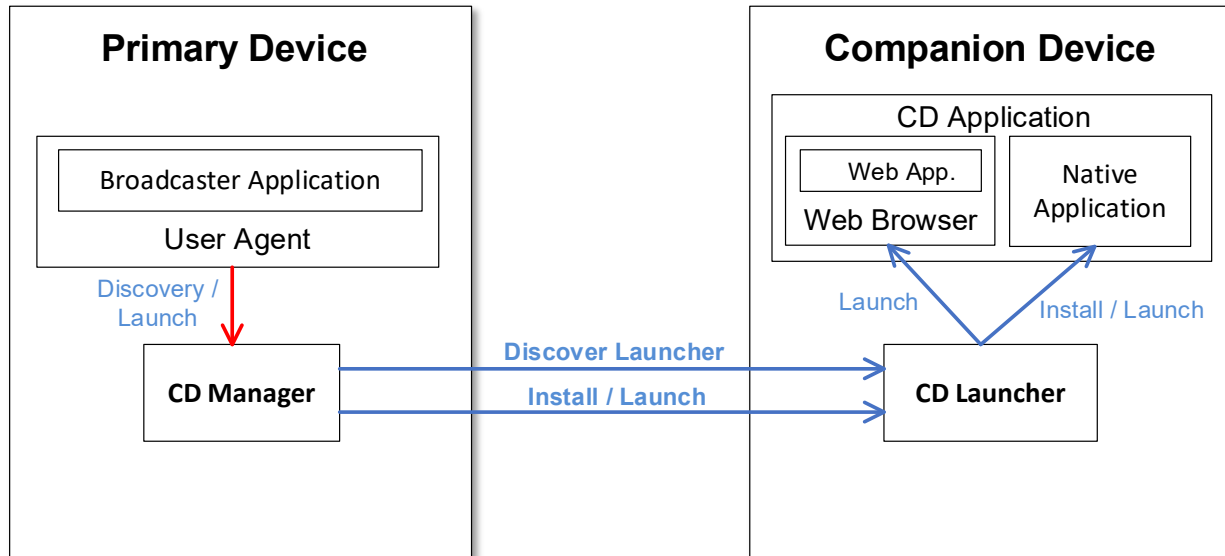 Primary Device
Broadcaster Application
User Agent
Discovery /
Launch
CD Manager
Discover Launcher
Install / Launch
Companion Device
CD Application
Web App.
Web Browser
Native
Application
Launch
Install / Launch
CD Launcher